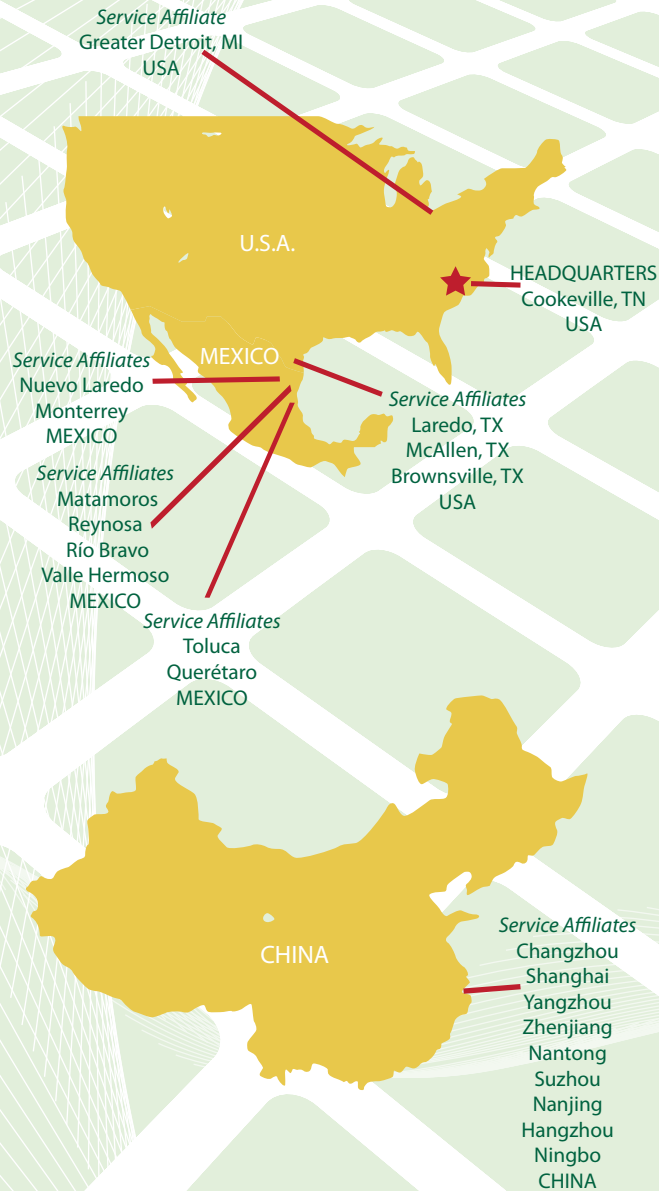 Service Affiliate
Greater Detroit, MI
USA
U.S.A.
HEADQUARTERS
Cookeville, TN
USA
MEXICO
Service Affiliates
Nuevo Laredo
Monterrey
MEXICO
Service Affiliates
Laredo, TX
McAllen, TX
Brownsville, TX
USA
Service Affiliates
Matamoros
Reynosa
Río Bravo
Valle Hermoso
MEXICO
Service Affiliates
Toluca
Querétaro
MEXICO
CHINA
Service Affiliates
Changzhou
Shanghai
Yangzhou
Zhenjiang
Nantong
Suzhou
Nanjing
Hangzhou
Ningbo
CHINA